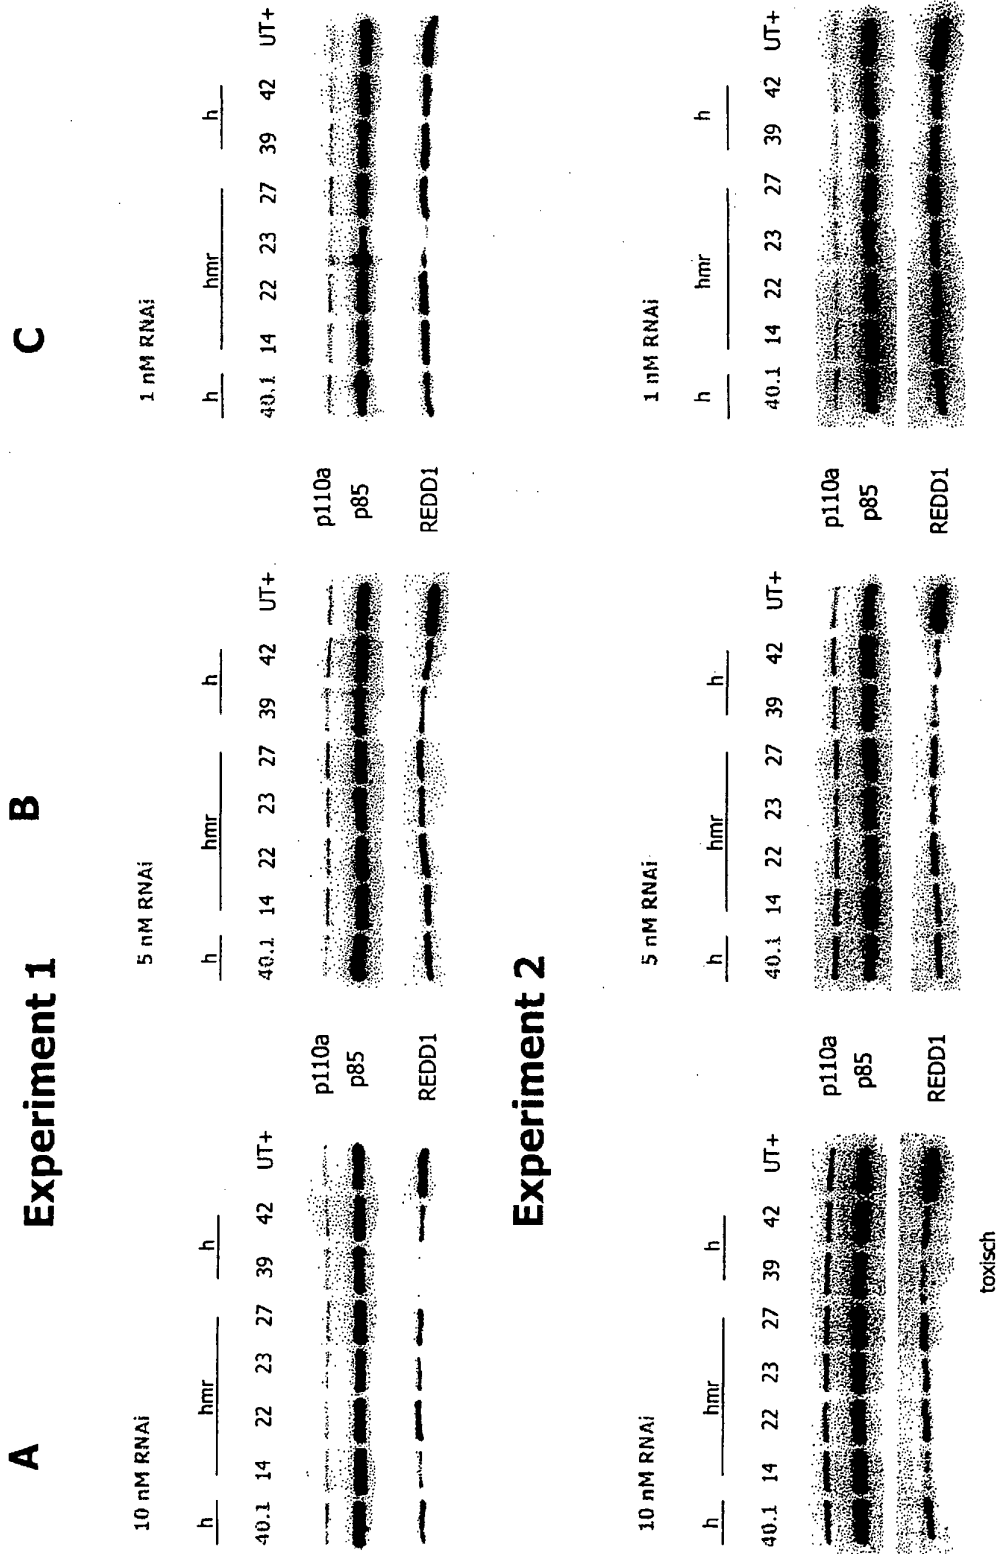 Experiment 1
A
B
C
10 nM RNAi
5 nM RNAi
1 nM RNAi
h hmr h
h hmr h
h hmr h
40.1 14 22 23 27 39 42 UT+
40.1 14 22 23 27 39 42 UT+
40.1 14 22 23 27 39 42 UT+
p110a
p85
REDD1
p110a
p85
REDD1
Experiment 2
10 nM RNAi
5 nM RNAi
1 nM RNAi
h hmr h
h hmr h
h hmr h
40.1 14 22 23 27 39 42 UT+
40.1 14 22 23 27 39 42 UT+
40.1 14 22 23 27 39 42 UT+
p110a
p85
REDD1
p110a
p85
REDD1
toxisch